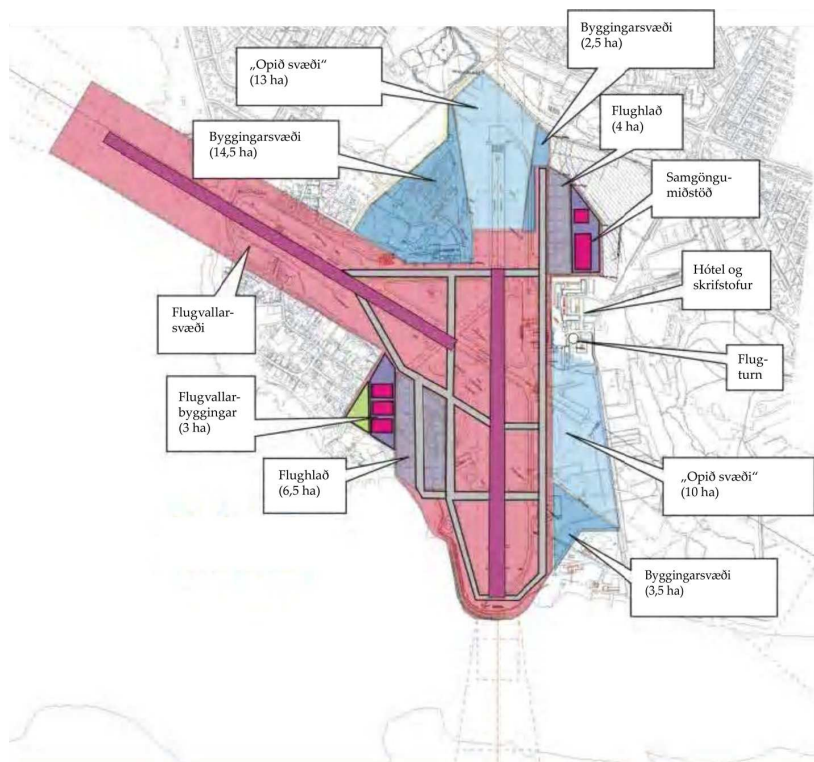 Byggingarsvæði
(2,5 ha)
„Opið svæði“
(13 ha)
Flughlað
(4 ha)
Byggingarsvæði
(14,5 ha)
Samgöngu-
miðstöð
Hótel og
skrifstofur
Flugvallar-
svæði
Flug-
turn
Flugvallar-
byggingar
(3 ha)
Flughlað
(6,5 ha)
„Opið svæði“
(10 ha)
Byggingarsvæði
(3,5 ha)